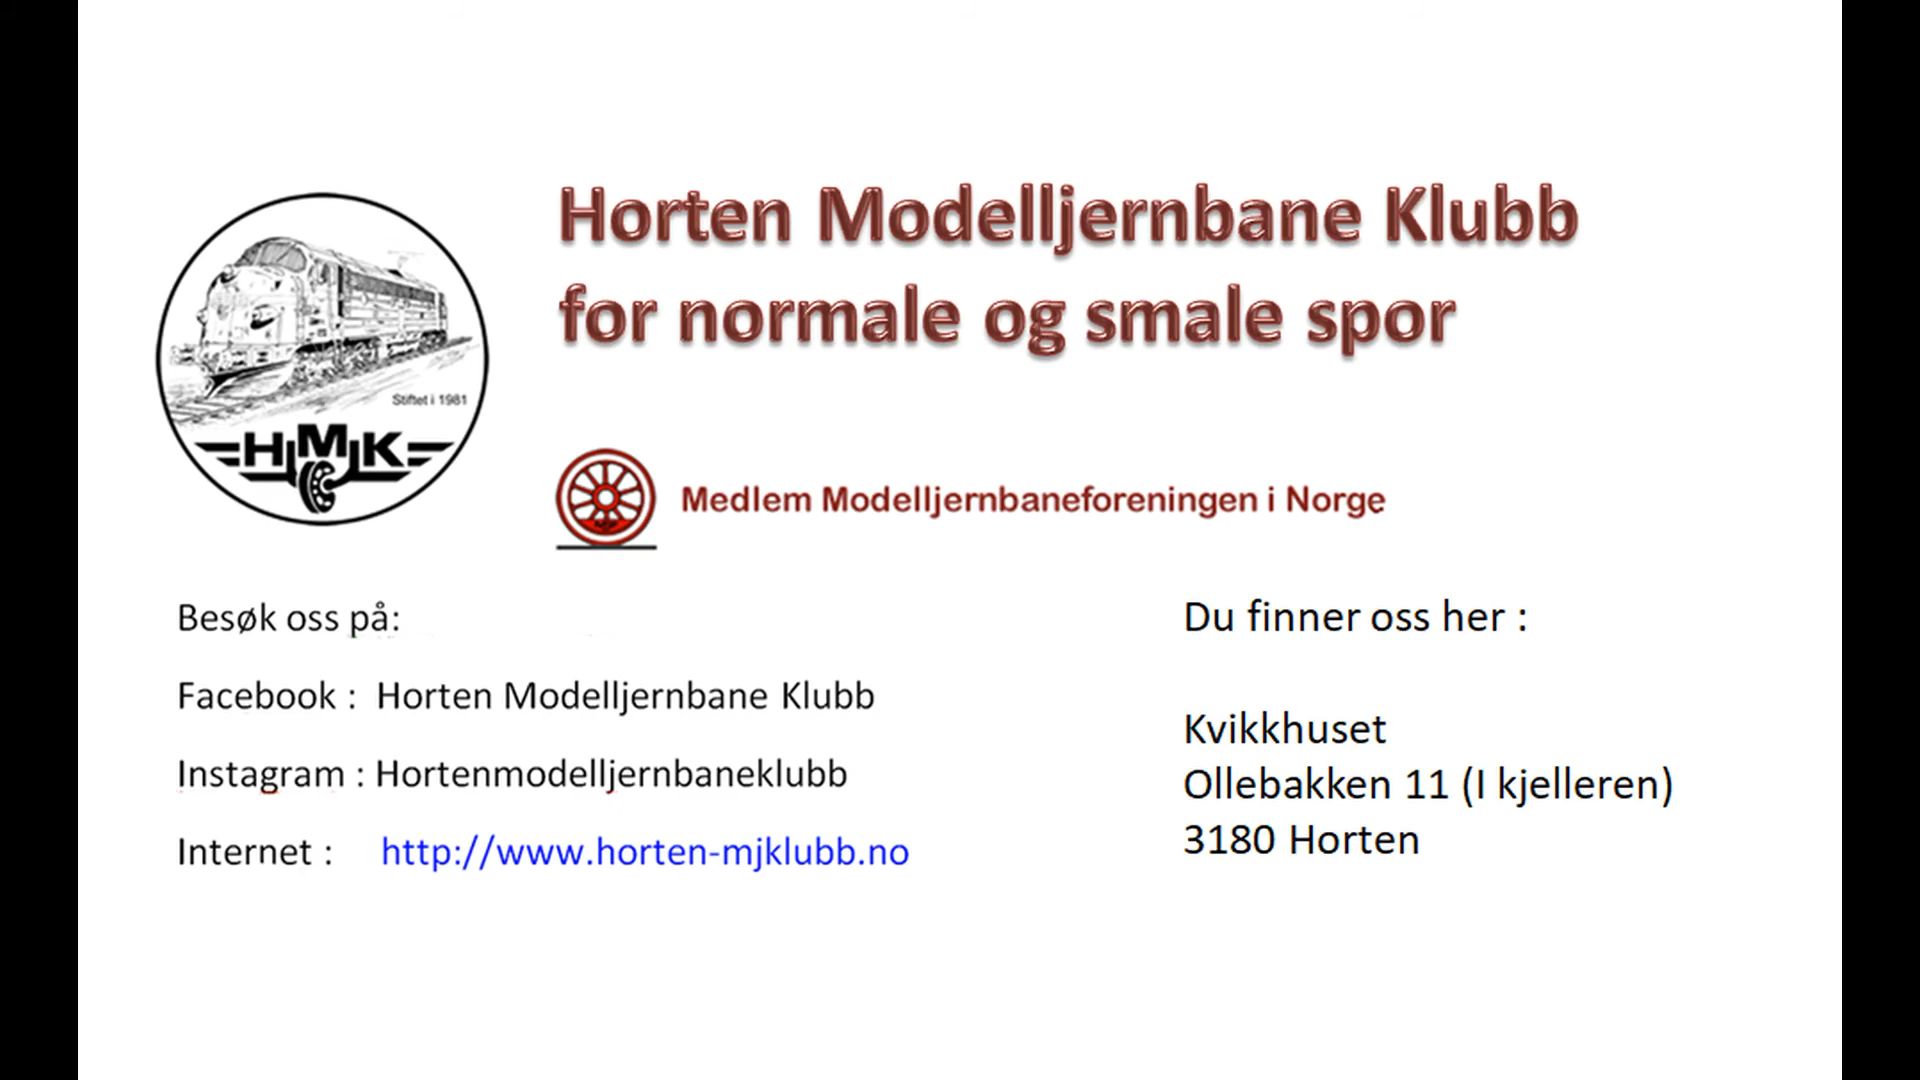 Horten Modelljernbane Klubb
for normale og smale spor
Stiftet i 1981
HMJK
Medlem Modelljernbaneforeningen i Norge
Besøk oss på:
Facebook : Horten Modelljernbane Klubb
Instagram : Hortenmodelljernbaneklubb
Internet : http://www.horten-mjklubb.no
Du finner oss her :
Kvikkhuset
Ollebakken 11 (I kjelleren)
3180 Horten